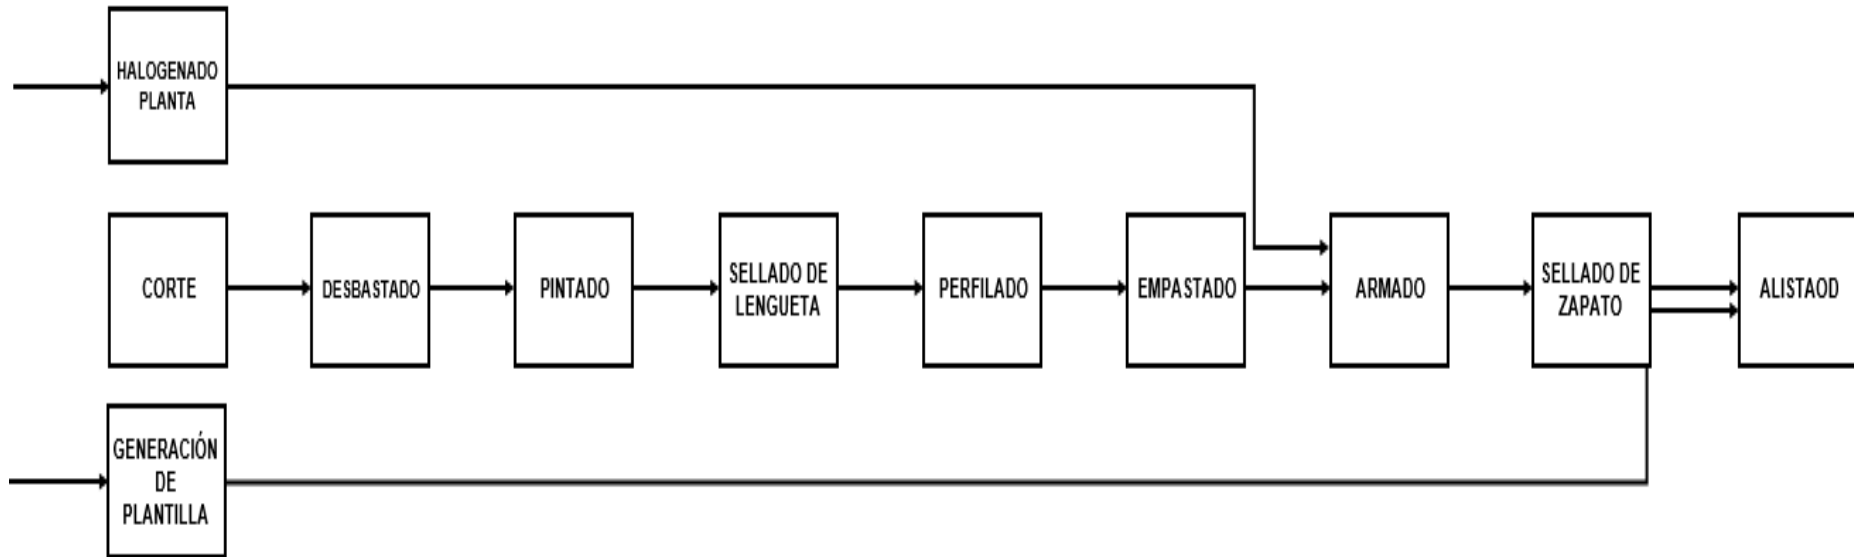 HALOGENADO
PLANTA
CORTE
DESBASTADO
PINTADO
SELLADO DE
LENGUETA
PERFILADO
EMPASTADO
ARMADO
SELLADO DE
ZAPATO
ALISTAOD
GENERACIÓN
DE
PLANTILLA